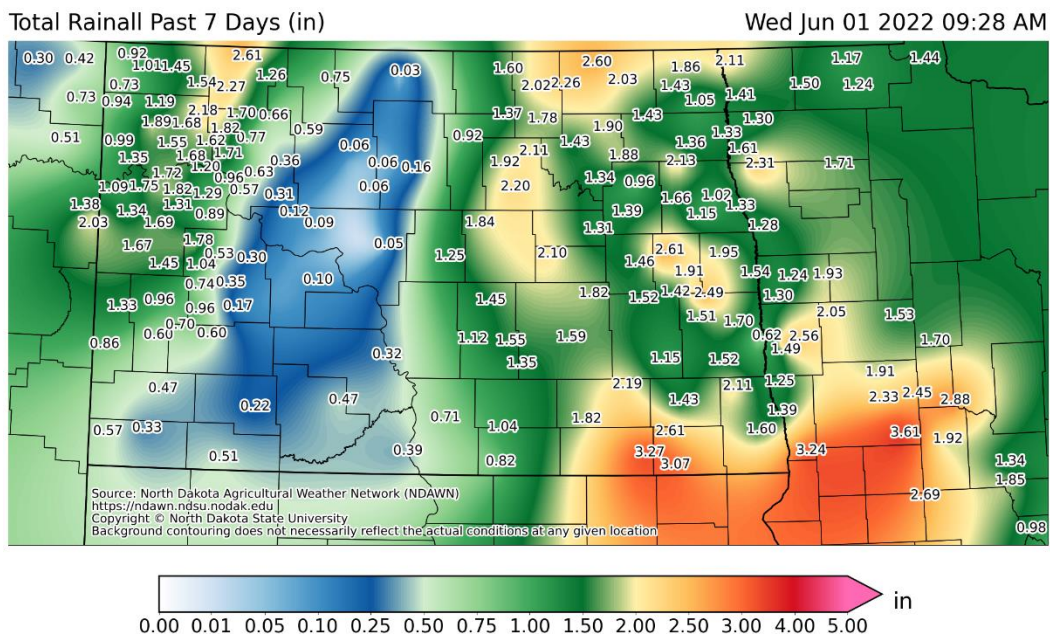 Total Rainall Past 7 Days (in) Wed Jun 01 2022 09:28 AM
0.30 0.42 0.92 2.61 0.03 1.60 2.60 1.86 2.11 1.17 1.44
1.01 1.45 1.26 0.75 2.02 2.26 2.03 1.43 1.50 1.24
0.73 1.54 2.27 1.05 1.41
0.73 0.94 1.19 2.18 1.70 0.66 1.37 1.78 1.43 1.30
1.89 1.68 1.82 0.59 0.92 1.90 1.33
0.51 0.99 1.55 1.62 0.77 0.06 1.43 1.36 1.61
1.35 1.68 1.71 0.36 0.06 0.16 1.92 2.11 1.88 2.13 2.31 1.71
1.72 1.20 0.96 0.63 1.34 0.96
1.09 1.75 1.82 1.29 0.57 0.31 0.06 2.20 1.66 1.02
1.38 1.34 1.31 0.89 0.12 1.39 1.15 1.33
2.03 1.69 0.09 1.84 1.31 1.28
1.67 1.78 0.05 2.61 1.95
1.45 1.04 0.53 0.30 1.25 2.10 1.46 1.91 1.54 1.24 1.93
0.74 0.35 0.10 1.82 1.52 1.42 2.49 1.30
1.33 0.96 0.96 0.17 1.45 1.51 1.70 2.05 1.53
0.86 0.60 0.70 0.60 1.12 1.55 1.59 0.62 2.56 1.70
0.32 1.35 1.15 1.52 1.49
0.47 0.47 2.19 2.11 1.25 1.91
0.22 0.71 1.82 1.43 1.39 2.33 2.45 2.88
0.57 0.33 1.04 2.61 1.60 3.61 1.92
0.51 0.39 0.82 3.27 3.07 3.24 1.34
1.85
2.69
0.98
Source: North Dakota Agricultural Weather Network (NDAWN)
https://ndawn.ndsu.nodak.edu
Copyright © North Dakota State University
Background contouring does not necessarily reflect the actual conditions at any given location
0.00 0.01 0.05 0.10 0.25 0.50 0.75 1.00 1.50 2.00 2.50 3.00 4.00 5.00 in